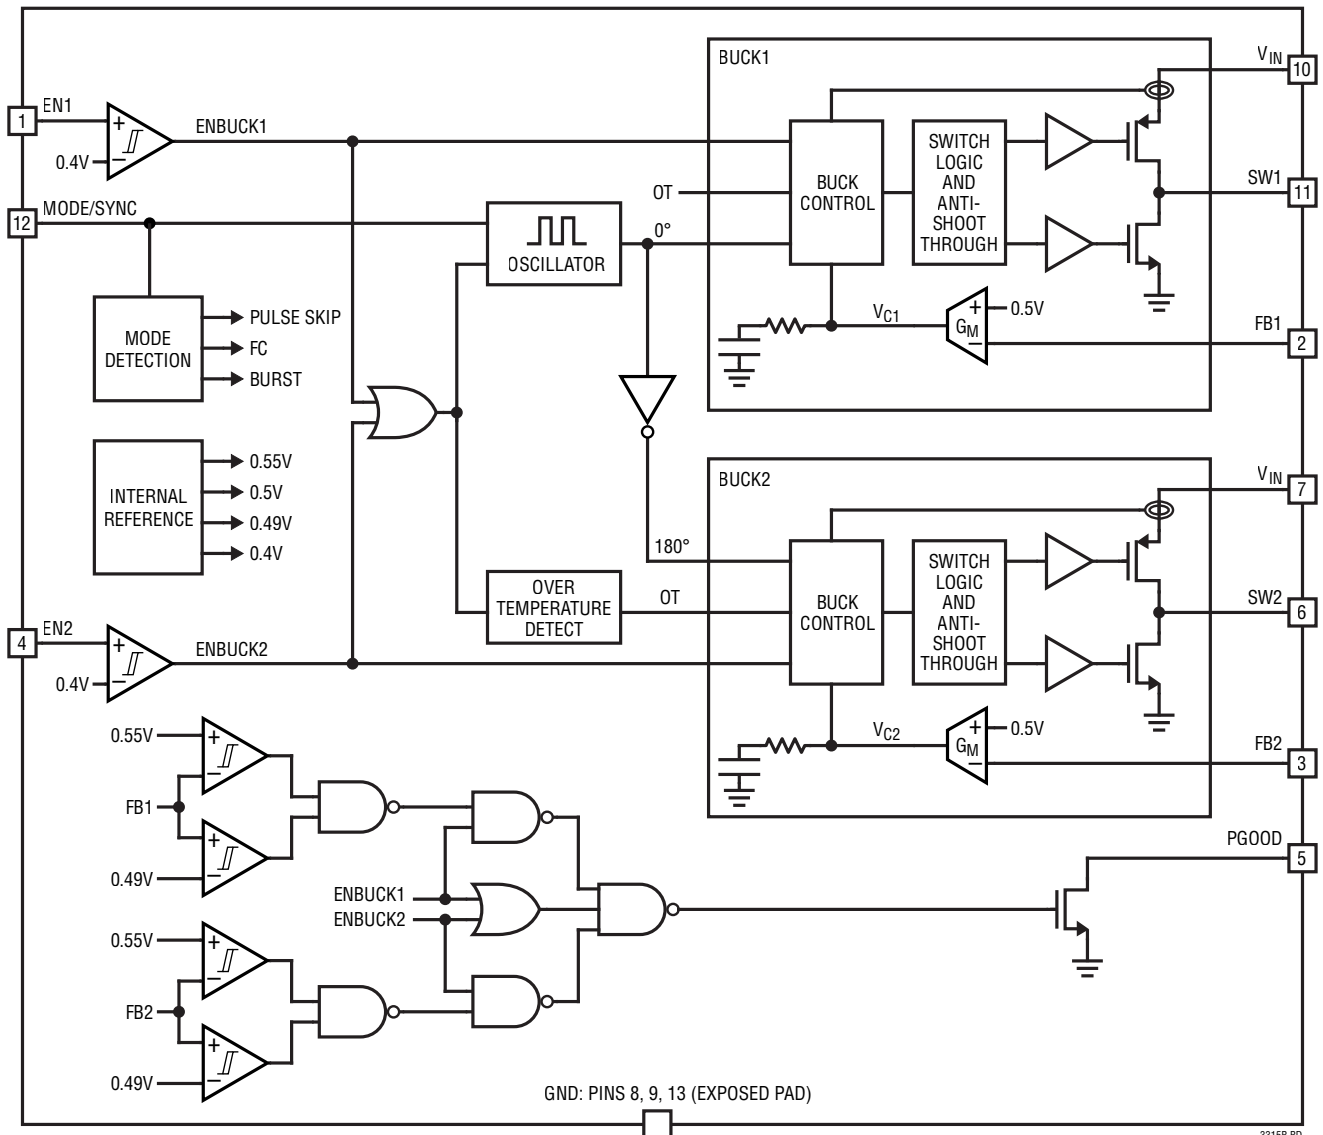 BUCK1
VIN
10
EN1
1
+
–
0.4V
ENBUCK1
SWITCH
LOGIC
AND
ANTI-
SHOOT
THROUGH
BUCK
CONTROL
OT
SW1
11
MODE/SYNC
12
0°
OSCILLATOR
MODE
DETECTION
PULSE SKIP
FC
BURST
VC1
GM
+
–
0.5V
FB1
2
INTERNAL
REFERENCE
0.55V
0.5V
0.49V
0.4V
BUCK2
VIN
7
180°
OVER
TEMPERATURE
DETECT
OT
BUCK
CONTROL
SWITCH
LOGIC
AND
ANTI-
SHOOT
THROUGH
SW2
6
EN2
4
+
–
0.4V
ENBUCK2
VC2
GM
+
–
0.5V
FB2
3
0.55V
+
–
FB1
+
–
0.49V
ENBUCK1
ENBUCK2
PGOOD
5
0.55V
+
–
FB2
+
–
0.49V
GND: PINS 8, 9, 13 (EXPOSED PAD)